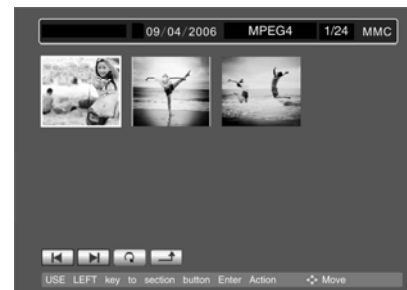 09/04/2006 MPEG4 1/24 MMC
USE LEFT key to section button Enter Action Move